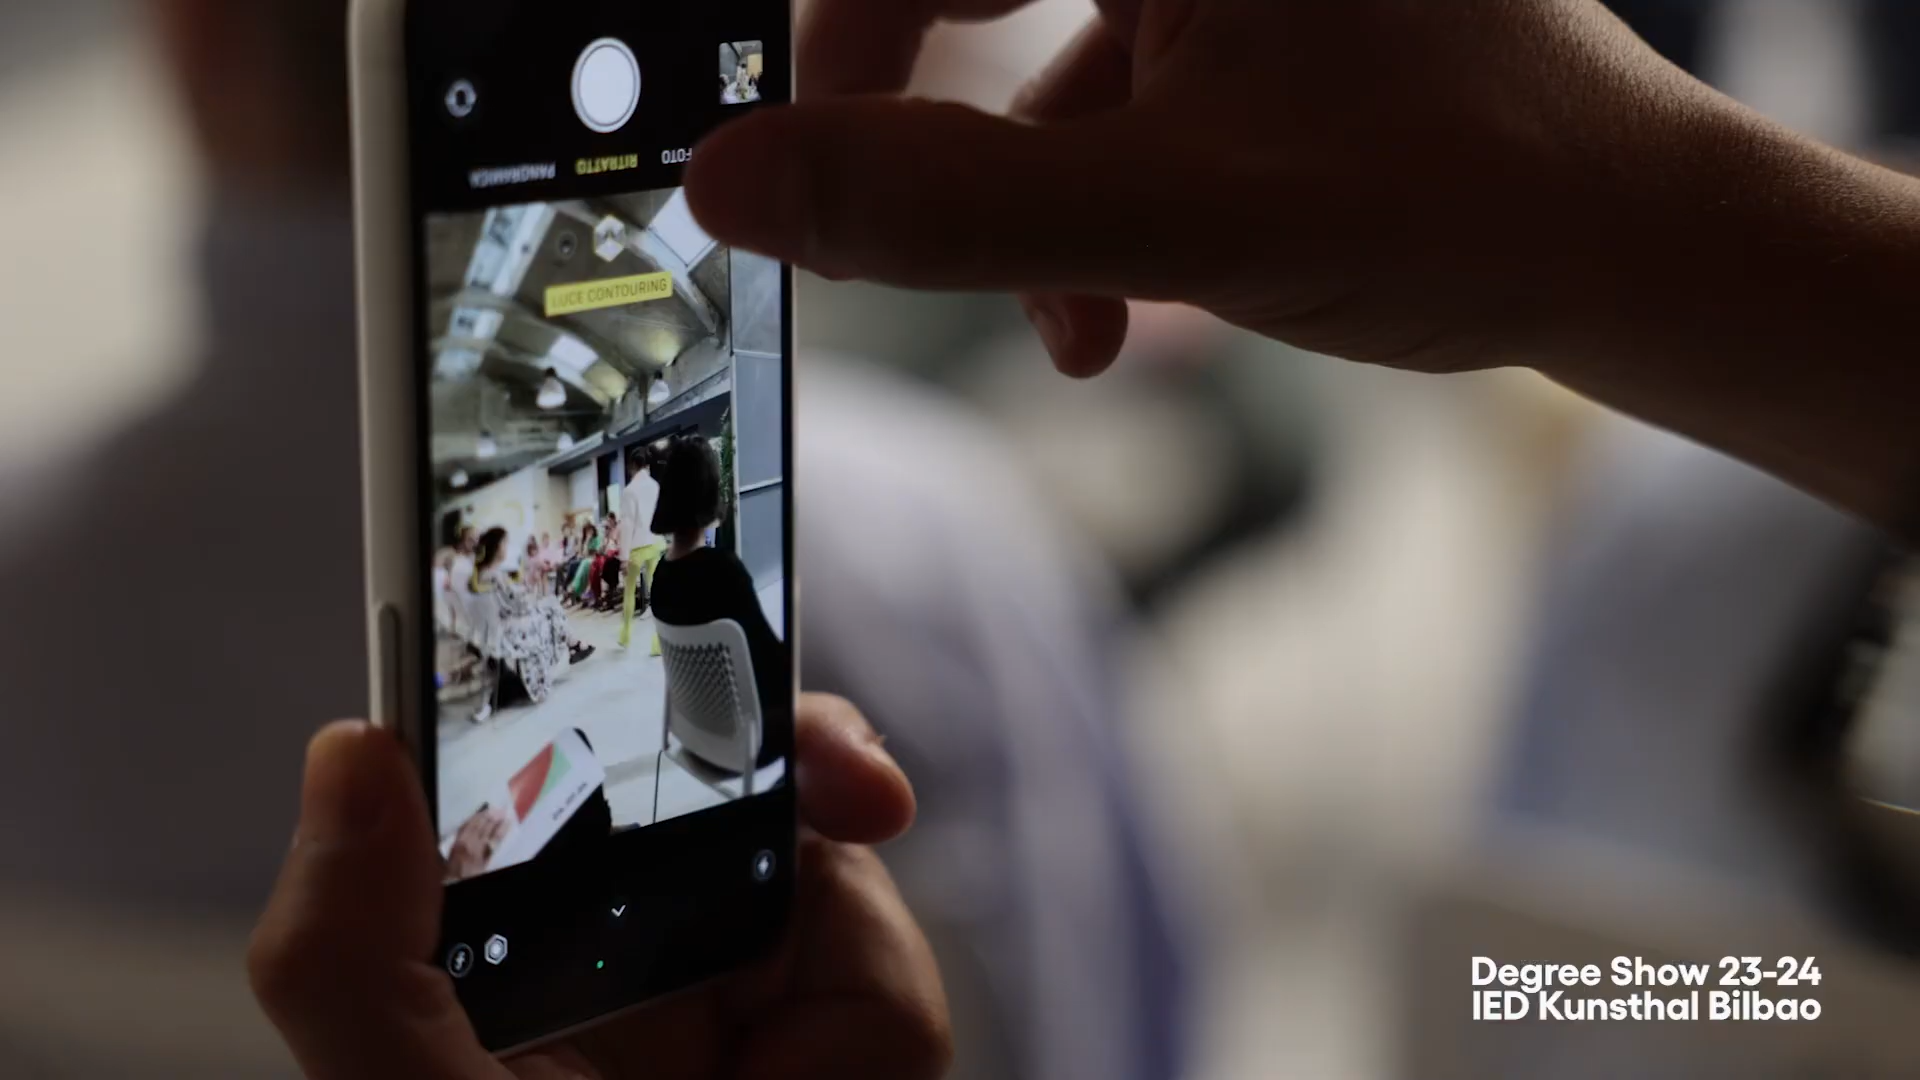 FOTO
RITRATTO
PANORAMICA
LUCE CONTOURING
Degree Show 23-24
IED Kunsthal Bilbao